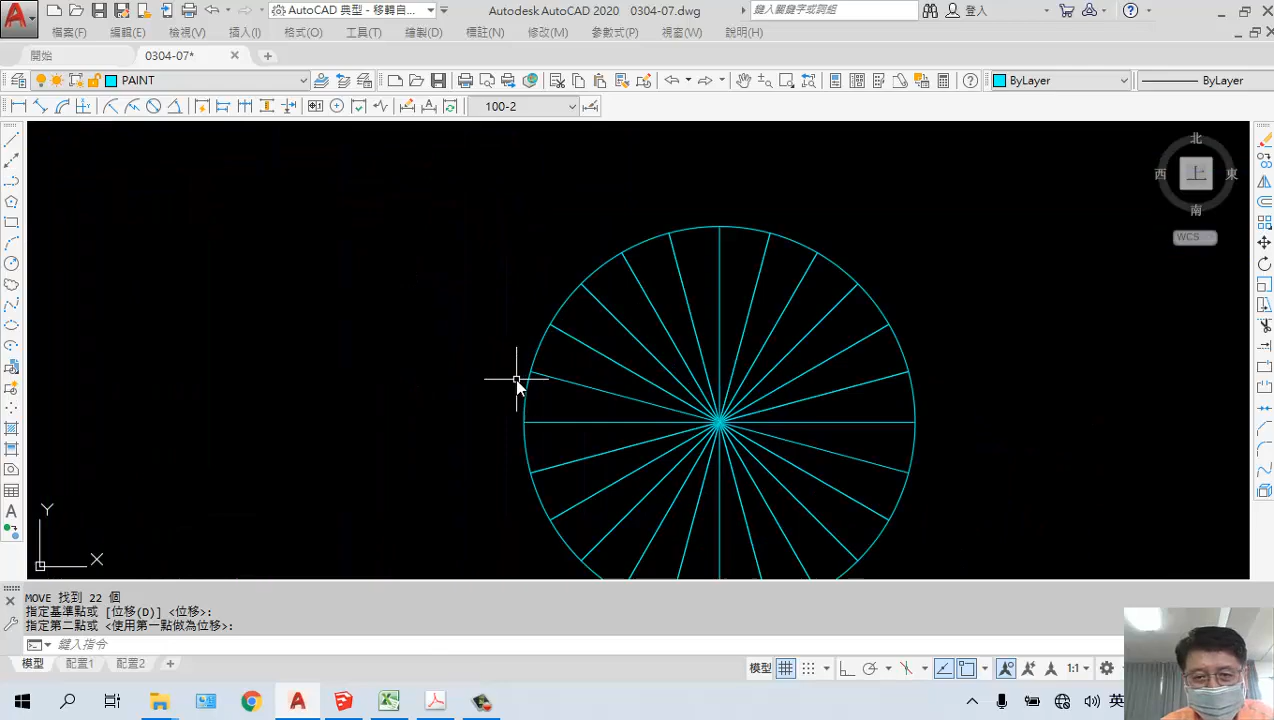 AutoCAD 典型 - 移轉自...
Autodesk AutoCAD 2020 0304-07.dwg
鍵入關鍵字或詞組
登入
檔案(F) 編輯(E) 檢視(V) 插入(I) 格式(O) 工具(T) 繪製(D) 標註(N) 修改(M) 參數式(P) 視窗(W) 說明(H)
開始 0304-07*
PAINT
ByLayer ByLayer
100-2
北
西 上 東
南
WCS
Y
X
MOVE 找到 22 個
指定基準點或 [位移(D)] <位移>:
指定第二點或 <使用第一點做為位移>:
鍵入指令
模型 配置1 配置2
模型 1:1
英